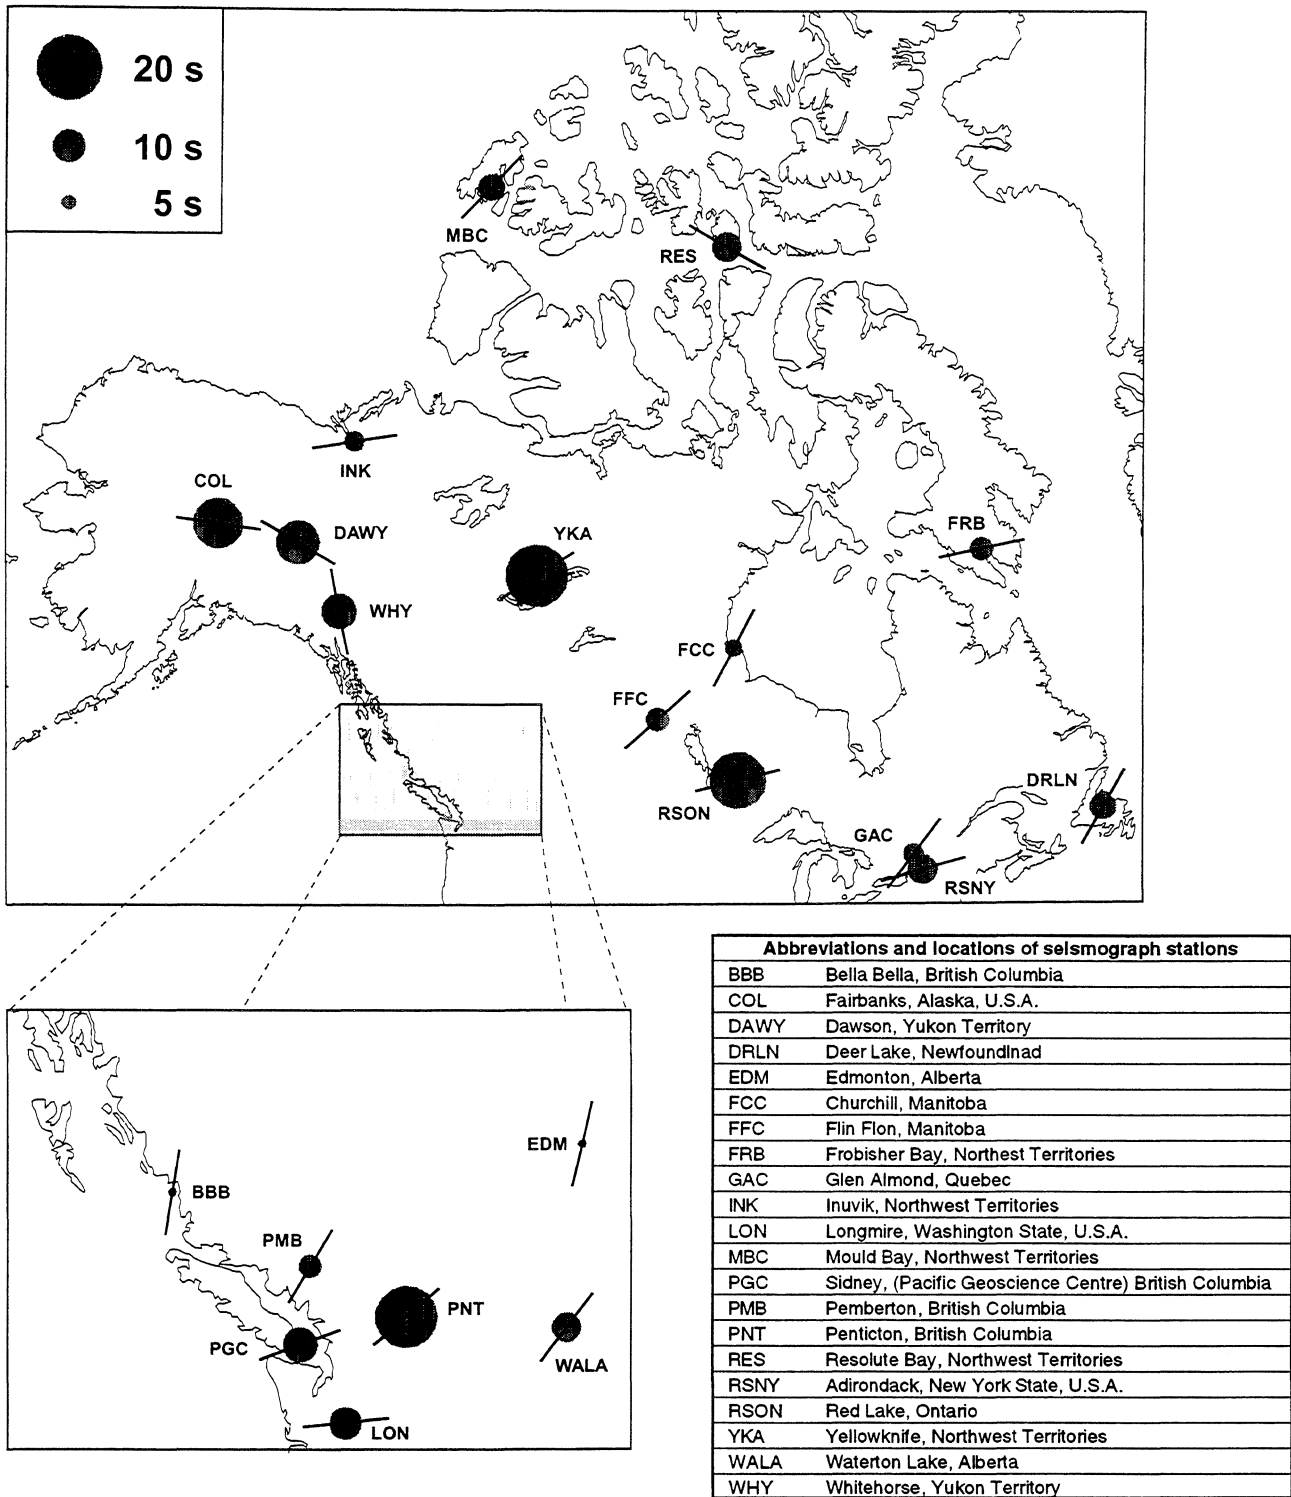 20 s
10 s
5 s
MBC
RES
INK
COL
DAWY
YKA
FRB
WHY
FCC
FFC
RSON
DRLN
GAC
RSNY
EDM
BBB
PMB
PNT
PGC
WALA
LON
Abbreviations and locations of seismograph stations
BBB Bella Bella, British Columbia
COL Fairbanks, Alaska, U.S.A.
DAWY Dawson, Yukon Territory
DRLN Deer Lake, Newfoundlnad
EDM Edmonton, Alberta
FCC Churchill, Manitoba
FFC Flin Flon, Manitoba
FRB Frobisher Bay, Northest Territories
GAC Glen Almond, Quebec
INK Inuvik, Northwest Territories
LON Longmire, Washington State, U.S.A.
MBC Mould Bay, Northwest Territories
PGC Sidney, (Pacific Geoscience Centre) British Columbia
PMB Pemberton, British Columbia
PNT Penticton, British Columbia
RES Resolute Bay, Northwest Territories
RSNY Adirondack, New York State, U.S.A.
RSON Red Lake, Ontario
YKA Yellowknife, Northwest Territories
WALA Waterton Lake, Alberta
WHY Whitehorse, Yukon Territory